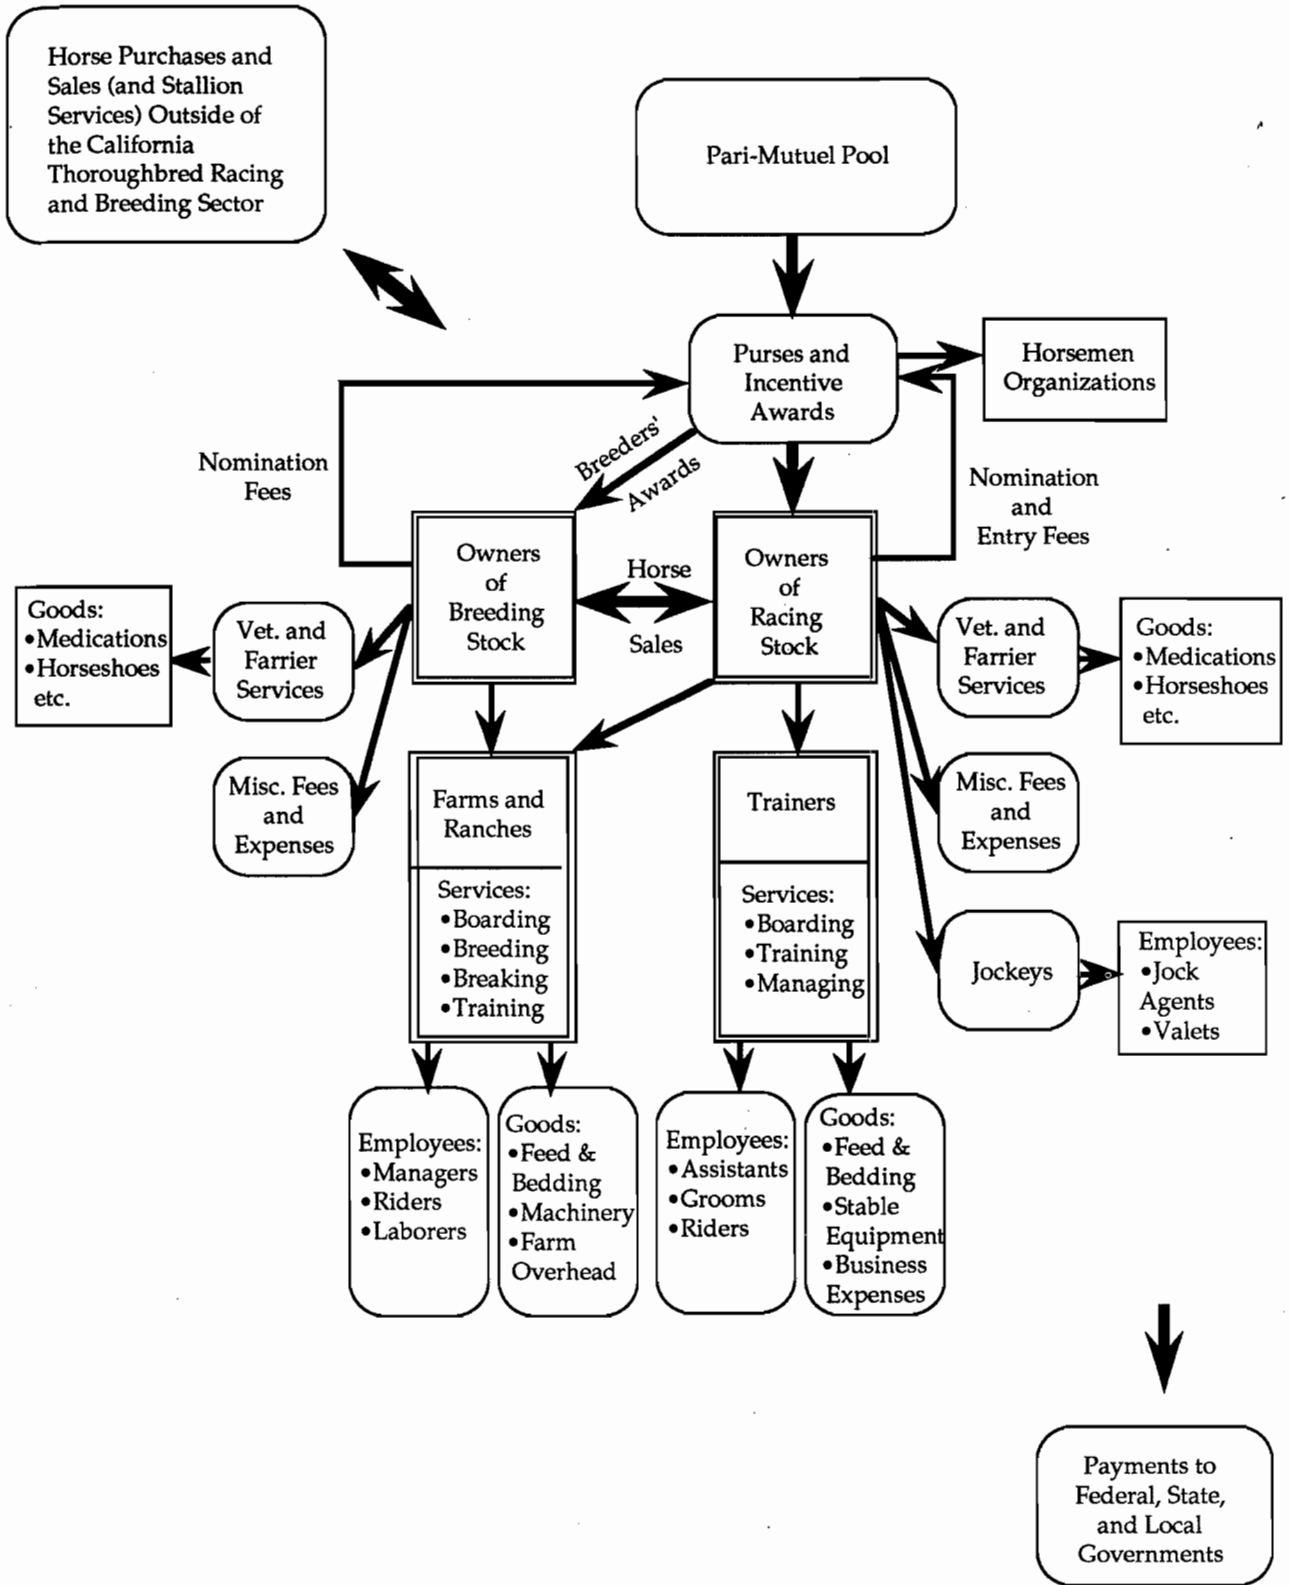 Horse Purchases and
Sales (and Stallion
Services) Outside of
the California
Thoroughbred Racing
and Breeding Sector
Pari-Mutuel Pool
Purses and
Incentive
Awards
Horsemen
Organizations
Nomination
Fees
Breeders'
Awards
Nomination
and
Entry Fees
Owners
of
Breeding
Stock
Horse
Sales
Owners
of
Racing
Stock
Goods:
•Medications
•Horseshoes
etc.
Vet. and
Farrier
Services
Vet. and
Farrier
Services
Goods:
•Medications
•Horseshoes
etc.
Misc. Fees
and
Expenses
Farms and
Ranches
Services:
•Boarding
•Breeding
•Breaking
•Training
Trainers
Services:
•Boarding
•Training
•Managing
Misc. Fees
and
Expenses
Jockeys
Employees:
•Jock
Agents
•Valets
Employees:
•Managers
•Riders
•Laborers
Goods:
•Feed &
Bedding
•Machinery
•Farm
Overhead
Employees:
•Assistants
•Grooms
•Riders
Goods:
•Feed &
Bedding
•Stable
Equipment
•Business
Expenses
Payments to
Federal, State,
and Local
Governments